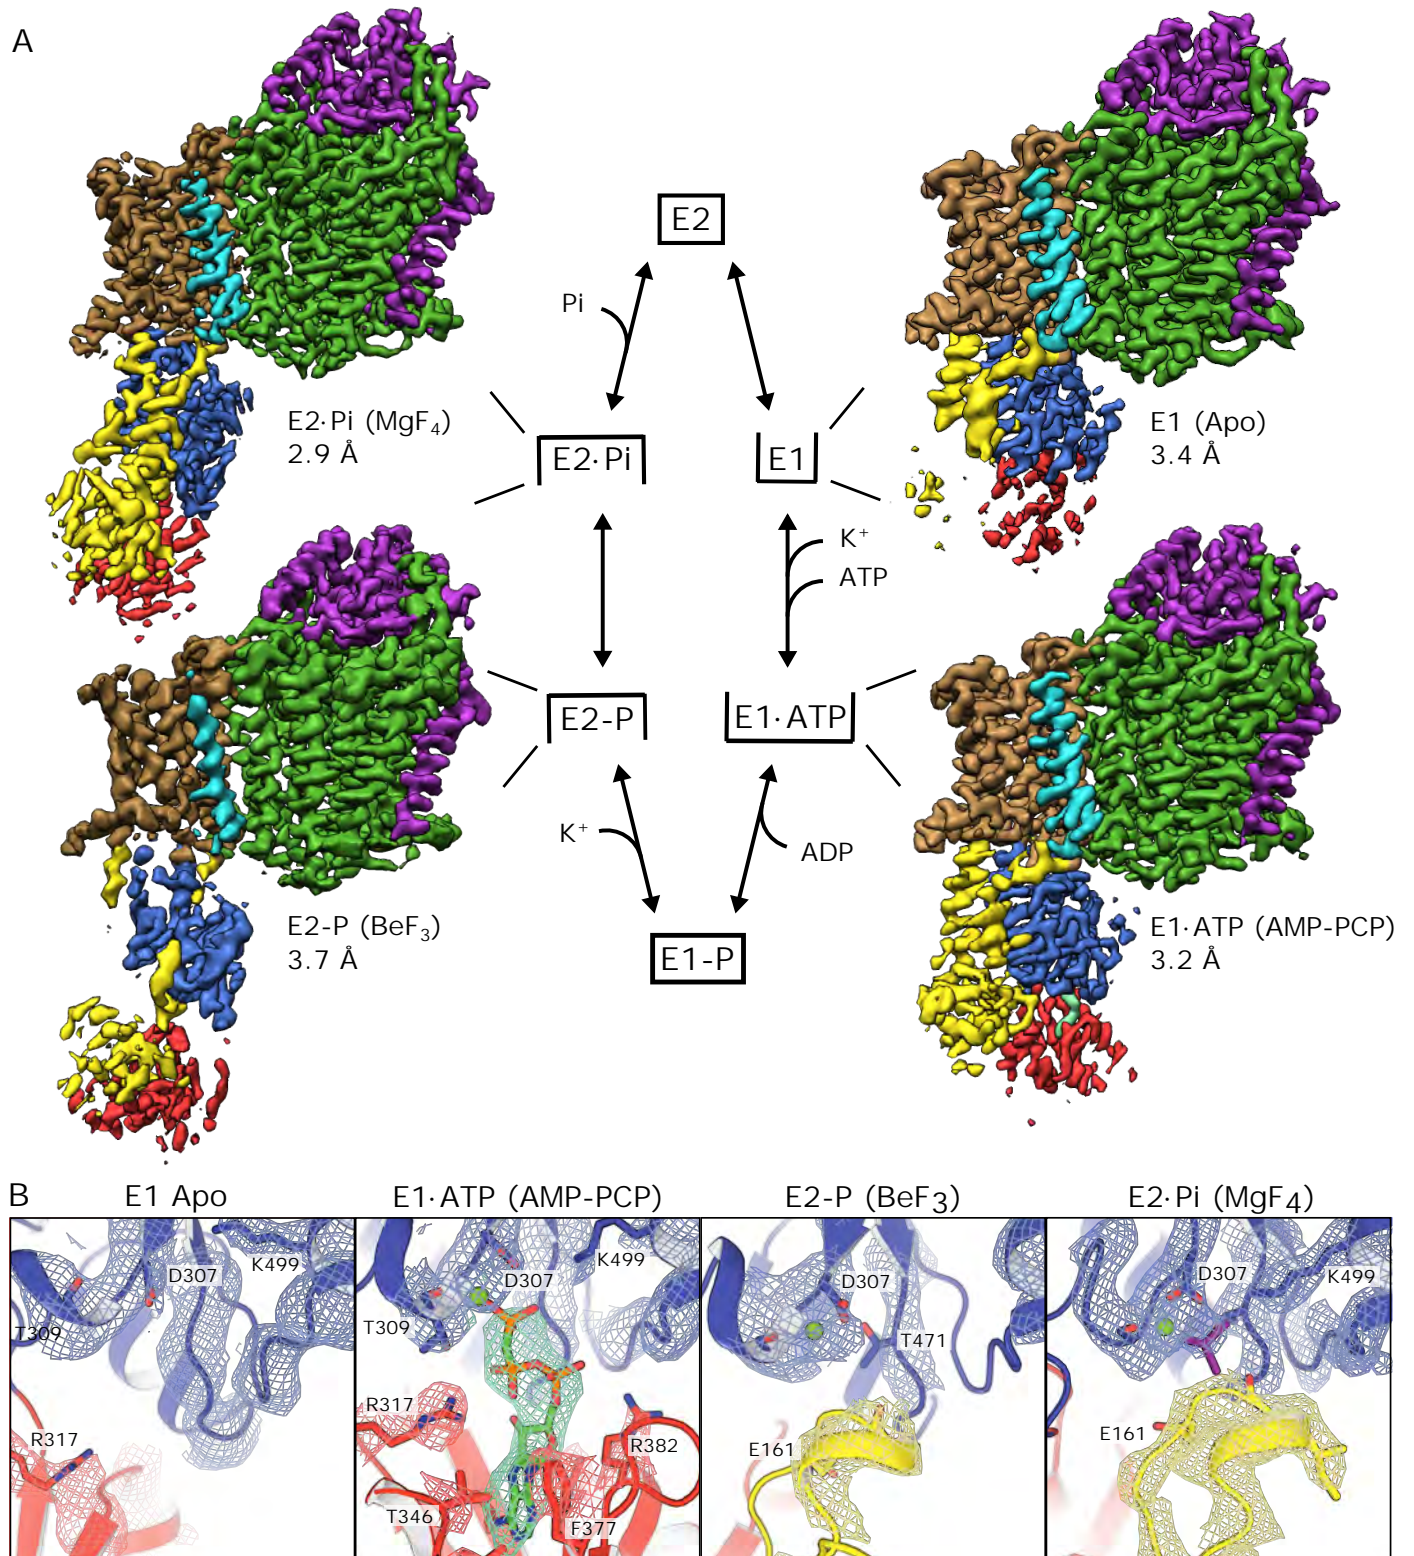 A
E2
Pi
E2·Pi (MgF₄)
2.9 Å
E2·Pi
E1
E1 (Apo)
3.4 Å
K⁺
ATP
E2-P
E1·ATP
K⁺
ADP
E2-P (BeF₃)
3.7 Å
E1·ATP (AMP-PCP)
3.2 Å
E1-P
B
E1 Apo
E1·ATP (AMP-PCP)
E2-P (BeF₃)
E2·Pi (MgF₄)
D307
K499
T309
R317
D307
K499
T309
R317
R382
T346
F377
D307
T471
E161
D307
K499
E161